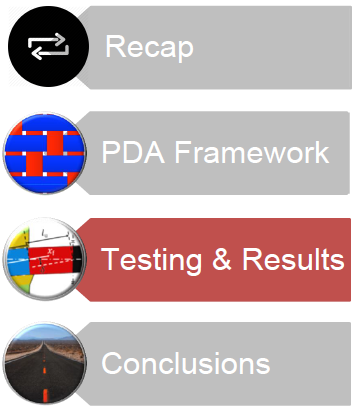 Recap
PDA Framework
Testing & Results
Conclusions